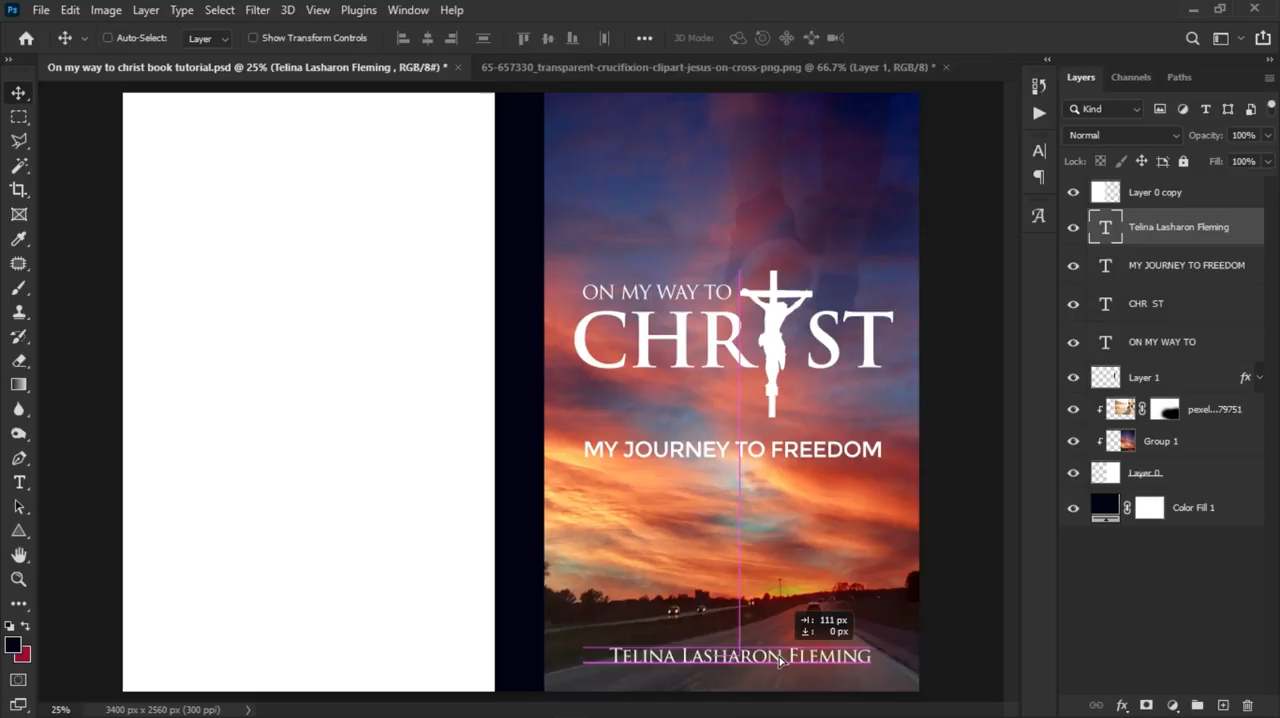 Ps File Edit Image Layer Type Select Filter 3D View Plugins Window Help
Auto-Select: Layer Show Transform Controls 3D Mode:
On my way to christ book tutorial.psd @ 25% (Telina Lasharon Fleming , RGB/8#) * × 65-657330_transparent-crucifixion-clipart-jesus-on-cross-png.png @ 66.7% (Layer 1, RGB/8) * ×
Layers Channels Paths
Kind
Normal Opacity: 100%
Lock: Fill: 100%
Layer 0 copy
Telina Lasharon Fleming
MY JOURNEY TO FREEDOM
CHR ST
ON MY WAY TO
Layer 1 fx
pexel...79751
Group 1
Layer 0
Color Fill 1
ON MY WAY TO
CHR ST
MY JOURNEY TO FREEDOM
111 px
0 px
TELINA LASHARON FLEMING
25% 3400 px x 2560 px (300 ppi)